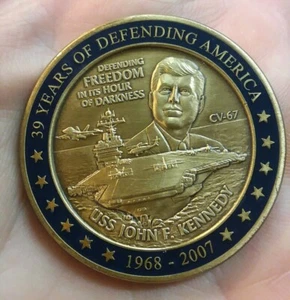 39 YEARS OF DEFENDING AMERICA
DEFENDING
FREEDOM
IN ITS HOUR
OF DARKNESS
CV-67
USS JOHN F. KENNEDY
1968 - 2007